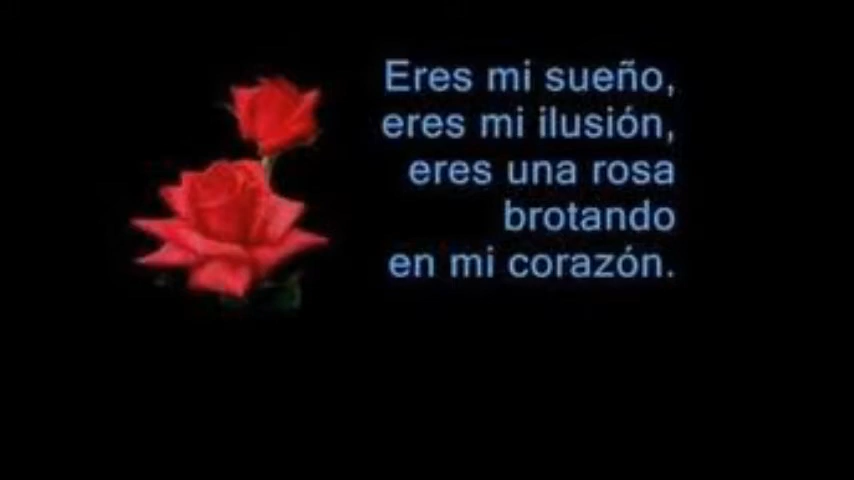 Eres mi sueño,
eres mi ilusión,
eres una rosa
brotando
en mi corazón.